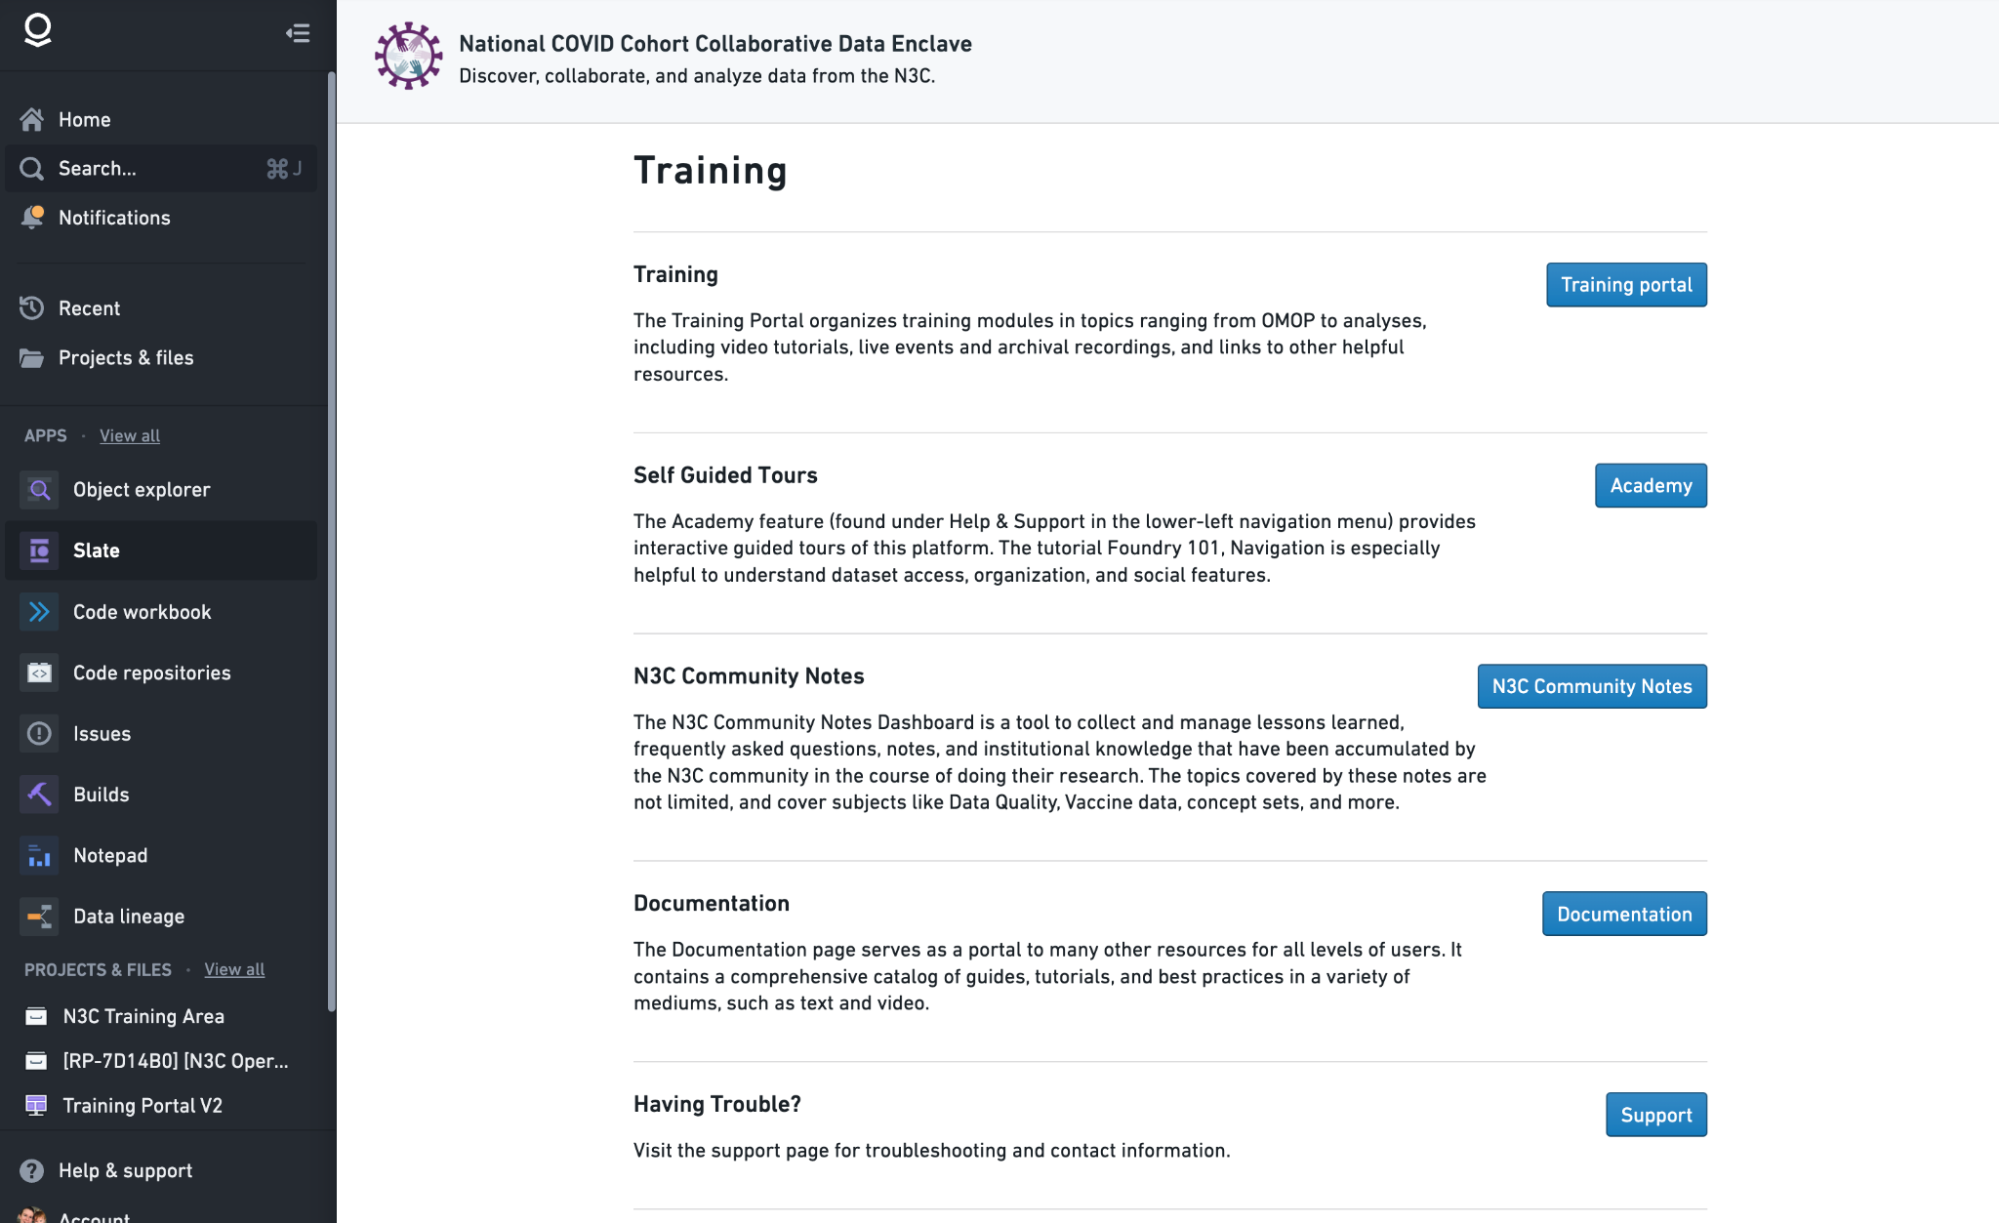 Home
Search...
⌘ J
Notifications
Recent
Projects & files
APPS · View all
Object explorer
Slate
Code workbook
Code repositories
Issues
Builds
Notepad
Data lineage
PROJECTS & FILES · View all
N3C Training Area
[RP-7D14B0] [N3C Oper...
Training Portal V2
Help & support
Account
National COVID Cohort Collaborative Data Enclave
Discover, collaborate, and analyze data from the N3C.
Training
Training
Training portal
The Training Portal organizes training modules in topics ranging from OMOP to analyses,
including video tutorials, live events and archival recordings, and links to other helpful
resources.
Self Guided Tours
Academy
The Academy feature (found under Help & Support in the lower-left navigation menu) provides
interactive guided tours of this platform. The tutorial Foundry 101, Navigation is especially
helpful to understand dataset access, organization, and social features.
N3C Community Notes
N3C Community Notes
The N3C Community Notes Dashboard is a tool to collect and manage lessons learned,
frequently asked questions, notes, and institutional knowledge that have been accumulated by
the N3C community in the course of doing their research. The topics covered by these notes are
not limited, and cover subjects like Data Quality, Vaccine data, concept sets, and more.
Documentation
Documentation
The Documentation page serves as a portal to many other resources for all levels of users. It
contains a comprehensive catalog of guides, tutorials, and best practices in a variety of
mediums, such as text and video.
Having Trouble?
Support
Visit the support page for troubleshooting and contact information.